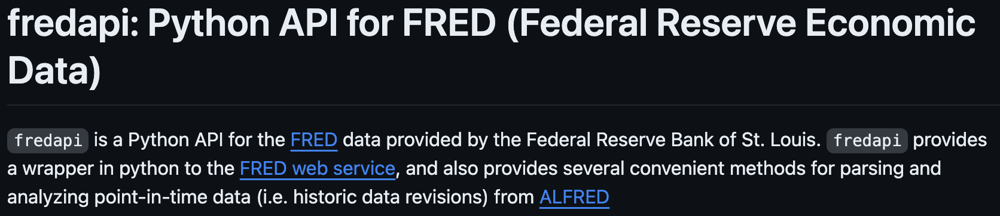 fredapi: Python API for FRED (Federal Reserve Economic
Data)
fredapi is a Python API for the FRED data provided by the Federal Reserve Bank of St. Louis. fredapi provides
a wrapper in python to the FRED web service, and also provides several convenient methods for parsing and
analyzing point-in-time data (i.e. historic data revisions) from ALFRED